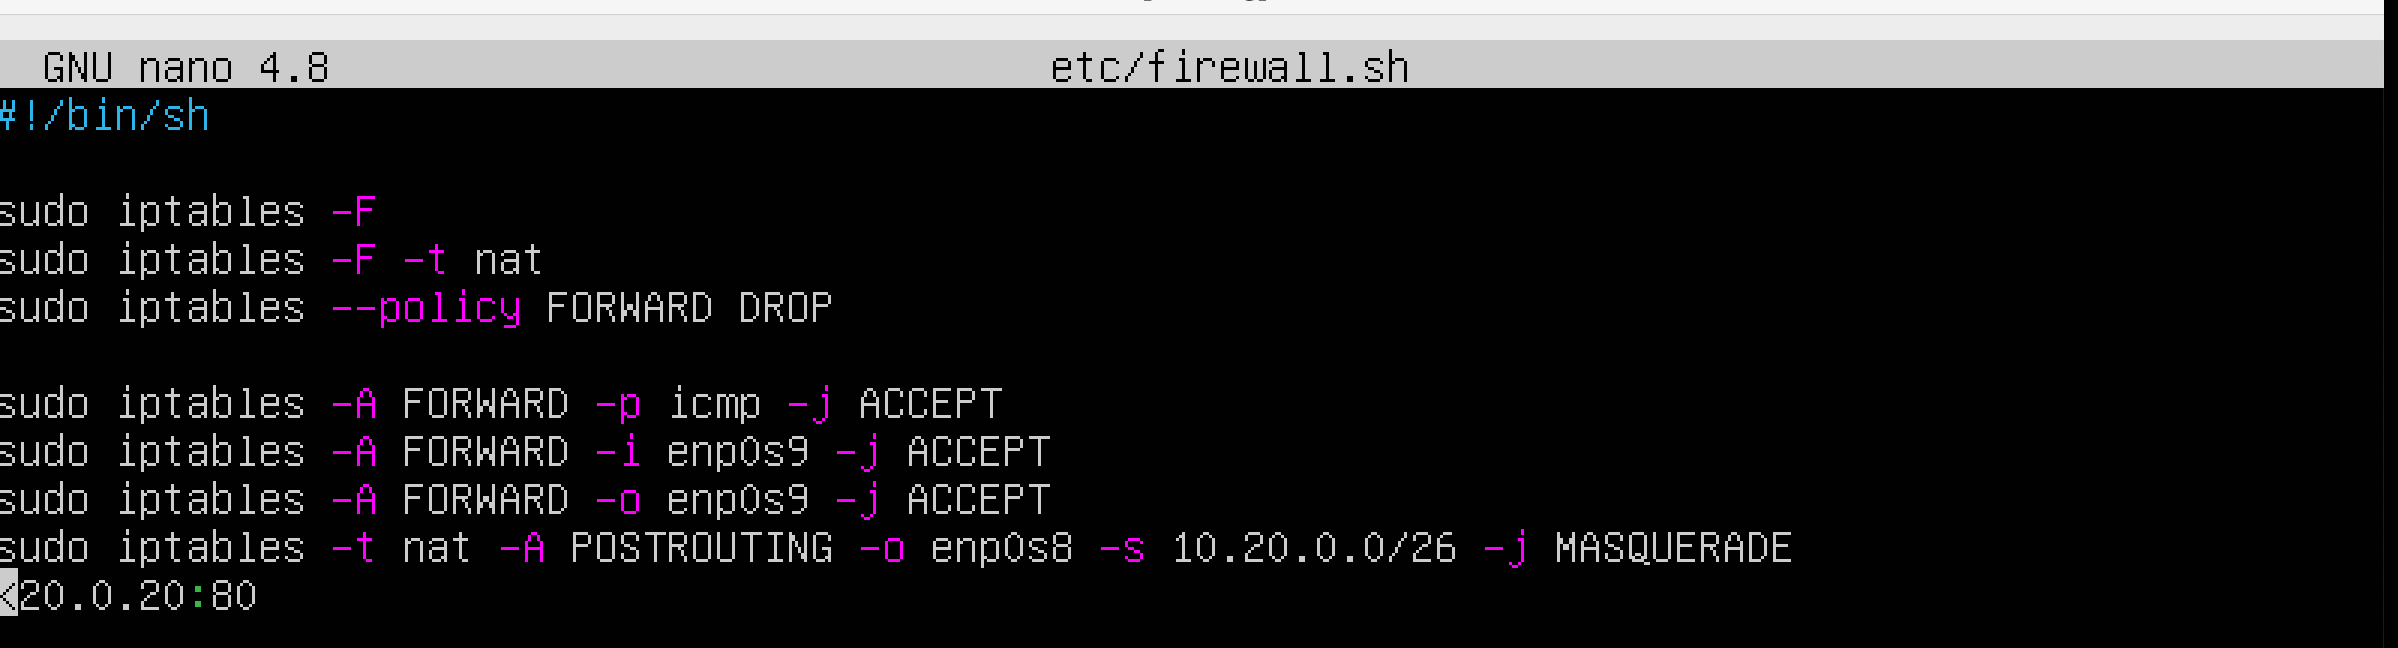 GNU nano 4.8 etc/firewall.sh
#!/bin/sh
sudo iptables -F
sudo iptables -F -t nat
sudo iptables --policy FORWARD DROP
sudo iptables -A FORWARD -p icmp -j ACCEPT
sudo iptables -A FORWARD -i enp0s9 -j ACCEPT
sudo iptables -A FORWARD -o enp0s9 -j ACCEPT
sudo iptables -t nat -A POSTROUTING -o enp0s8 -s 10.20.0.0/26 -j MASQUERADE
<20.0.20:80